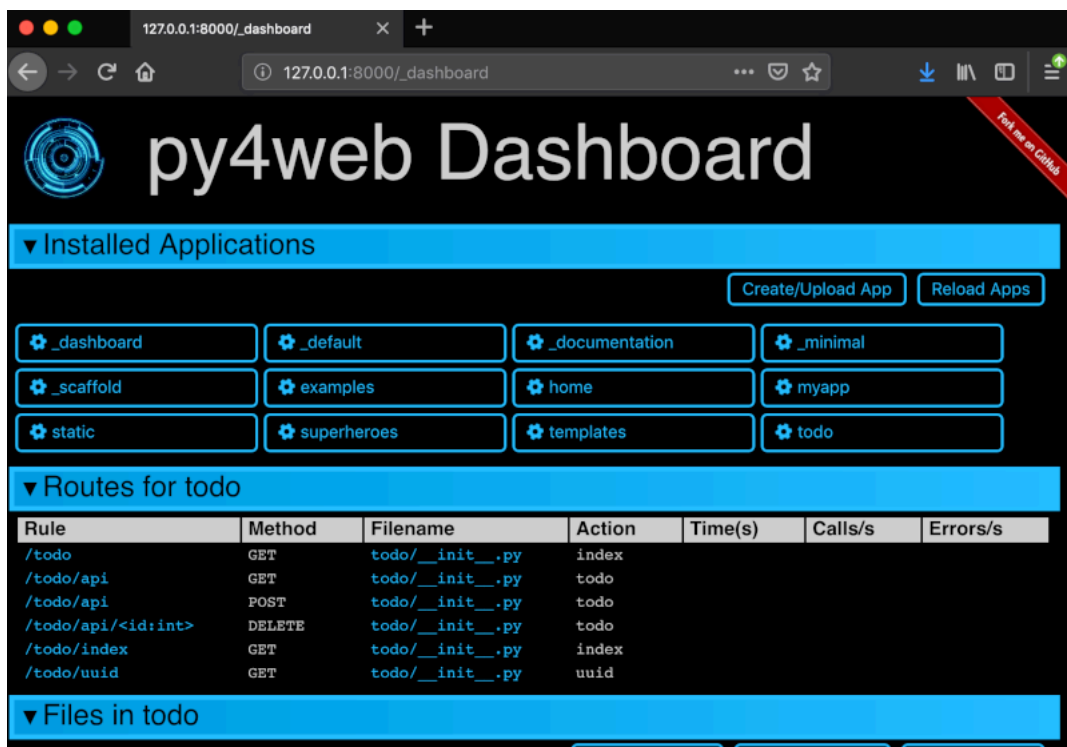 127.0.0.1:8000/_dashboard
127.0.0.1:8000/_dashboard
Fork me on GitHub
py4web Dashboard
▼ Installed Applications
Create/Upload App Reload Apps
_dashboard _default _documentation _minimal
_scaffold examples home myapp
static superheroes templates todo
▼ Routes for todo
Rule Method Filename Action Time(s) Calls/s Errors/s
/todo GET todo/__init__.py index
/todo/api GET todo/__init__.py todo
/todo/api POST todo/__init__.py todo
/todo/api/<id:int> DELETE todo/__init__.py todo
/todo/index GET todo/__init__.py index
/todo/uuid GET todo/__init__.py uuid
▼ Files in todo